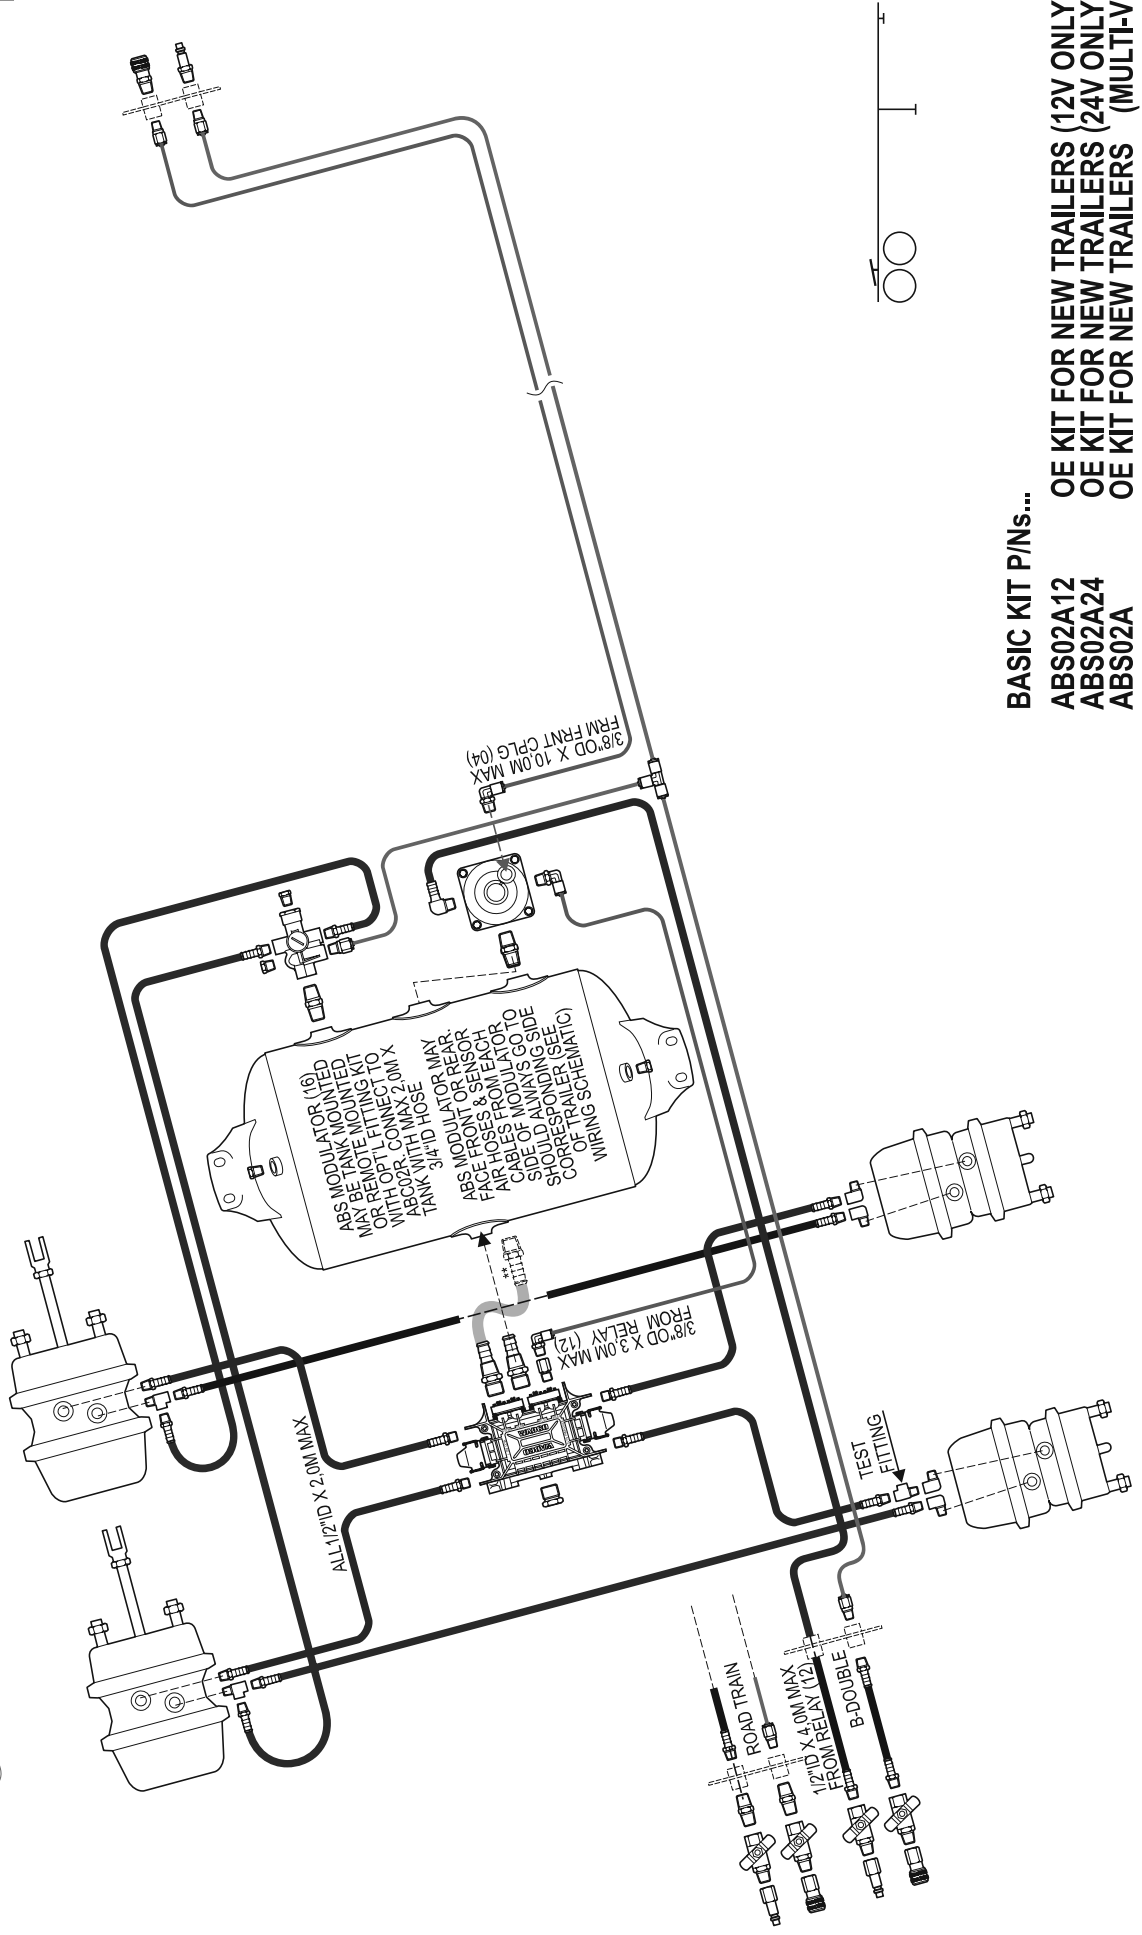 3/8"OD X 10,0M MAX
FRM FRNT CPLG (04)
ABS MODULATOR (16)
MAY BE TANK MOUNTED
OR REMOTE MOUNTED
WITH OPT'L FITTING KIT
ABC02R. CONNECT TO
TANK WITH MAX 2,0M X
3/4"ID HOSE
ABS MODULATOR MAY
FACE FRONT OR REAR.
AIR HOSES & SENSOR
CABLES FROM EACH
SIDE OF MODULATOR
SHOULD ALWAYS GO TO
CORRESPONDING SIDE
OF TRAILER (SEE
WIRING SCHEMATIC)
**
3/8"OD X 3,0M MAX
FROM RELAY (12)
ALL1/2"ID X 2,0M MAX
TEST
FITTING
ROAD TRAIN
1/2"ID X 4,0M MAX
FROM RELAY (12)
B-DOUBLE
BASIC KIT P/Ns...
ABS02A12 OE KIT FOR NEW TRAILERS (12V ONLY
ABS02A24 OE KIT FOR NEW TRAILERS (24V ONLY
ABS02A OE KIT FOR NEW TRAILERS (MULTI-V